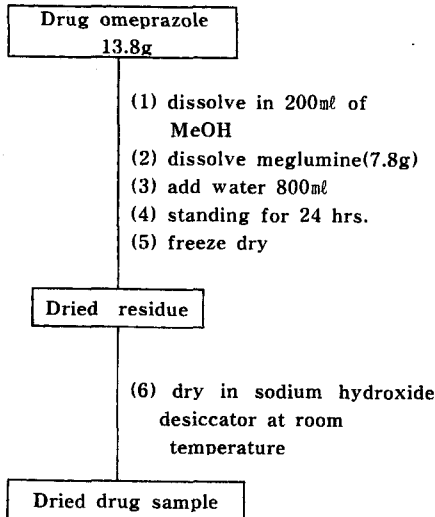 Drug omeprazole
13.8g
(1) dissolve in 200㎖ of
MeOH
(2) dissolve meglumine(7.8g)
(3) add water 800㎖
(4) standing for 24 hrs.
(5) freeze dry
Dried residue
(6) dry in sodium hydroxide
desiccator at room
temperature
Dried drug sample